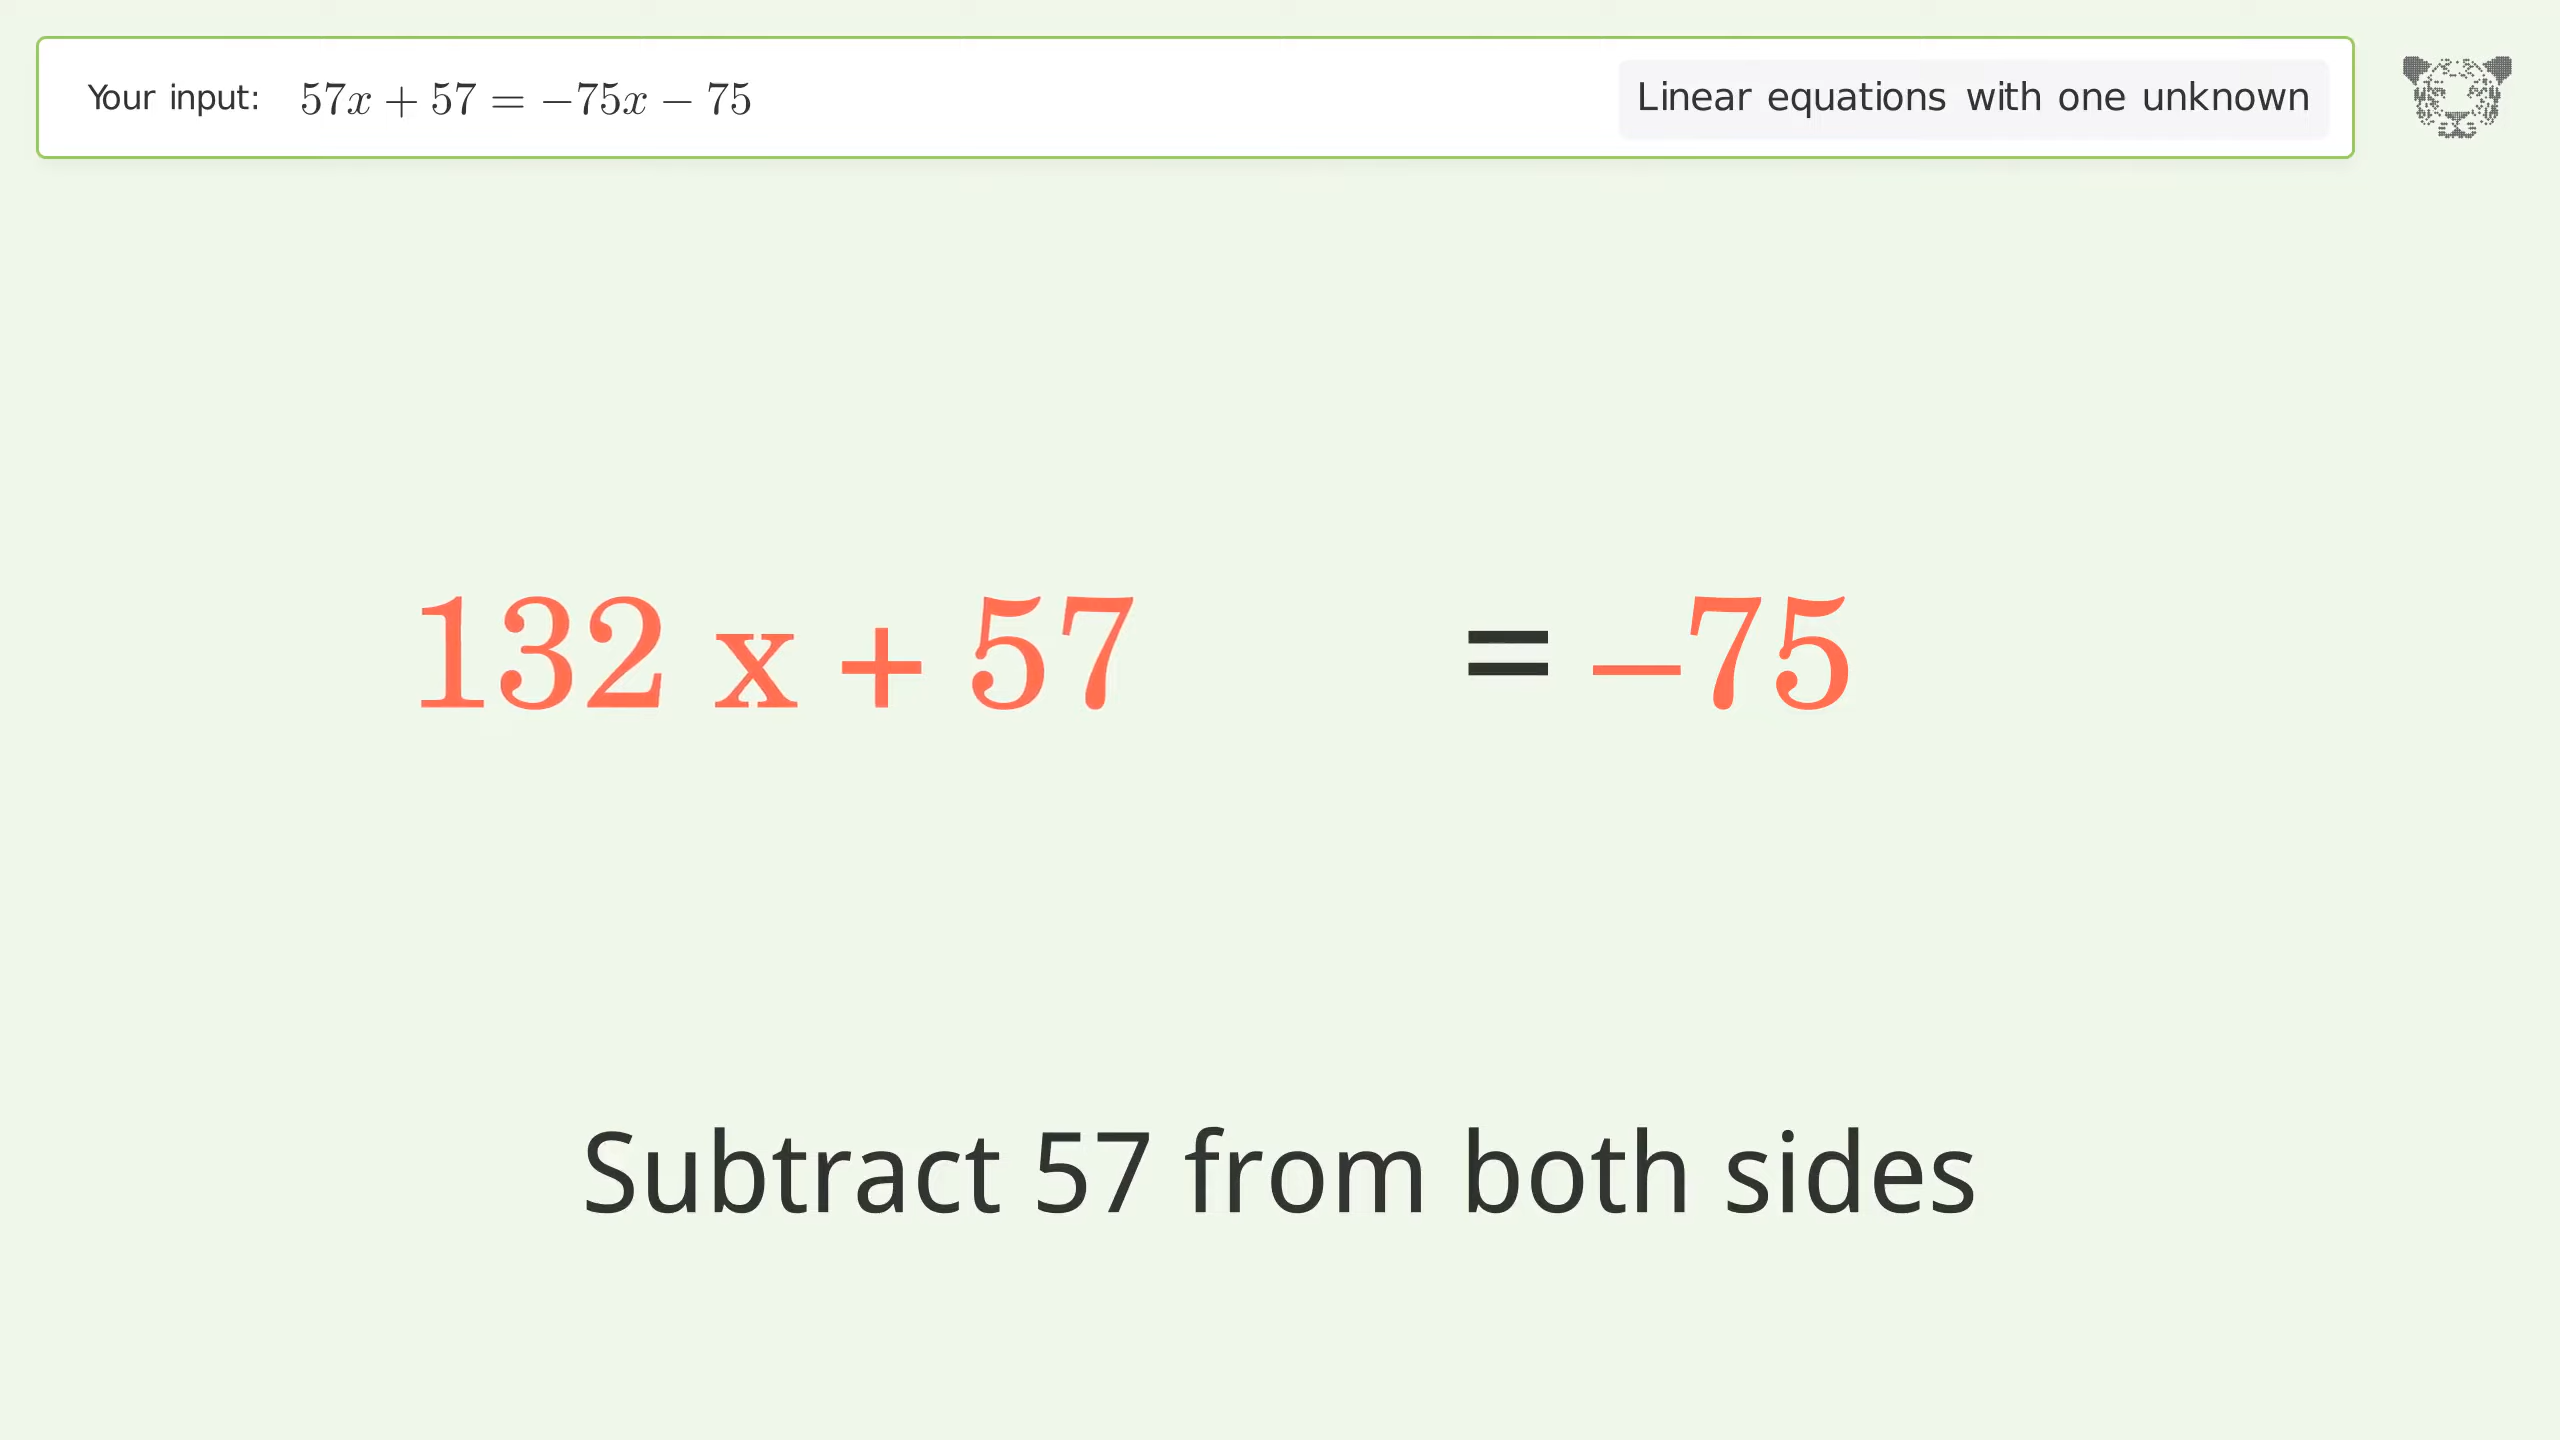 Your input: 57x + 57 = −75x − 75
Linear equations with one unknown
132 x + 57 = −75
Subtract 57 from both sides